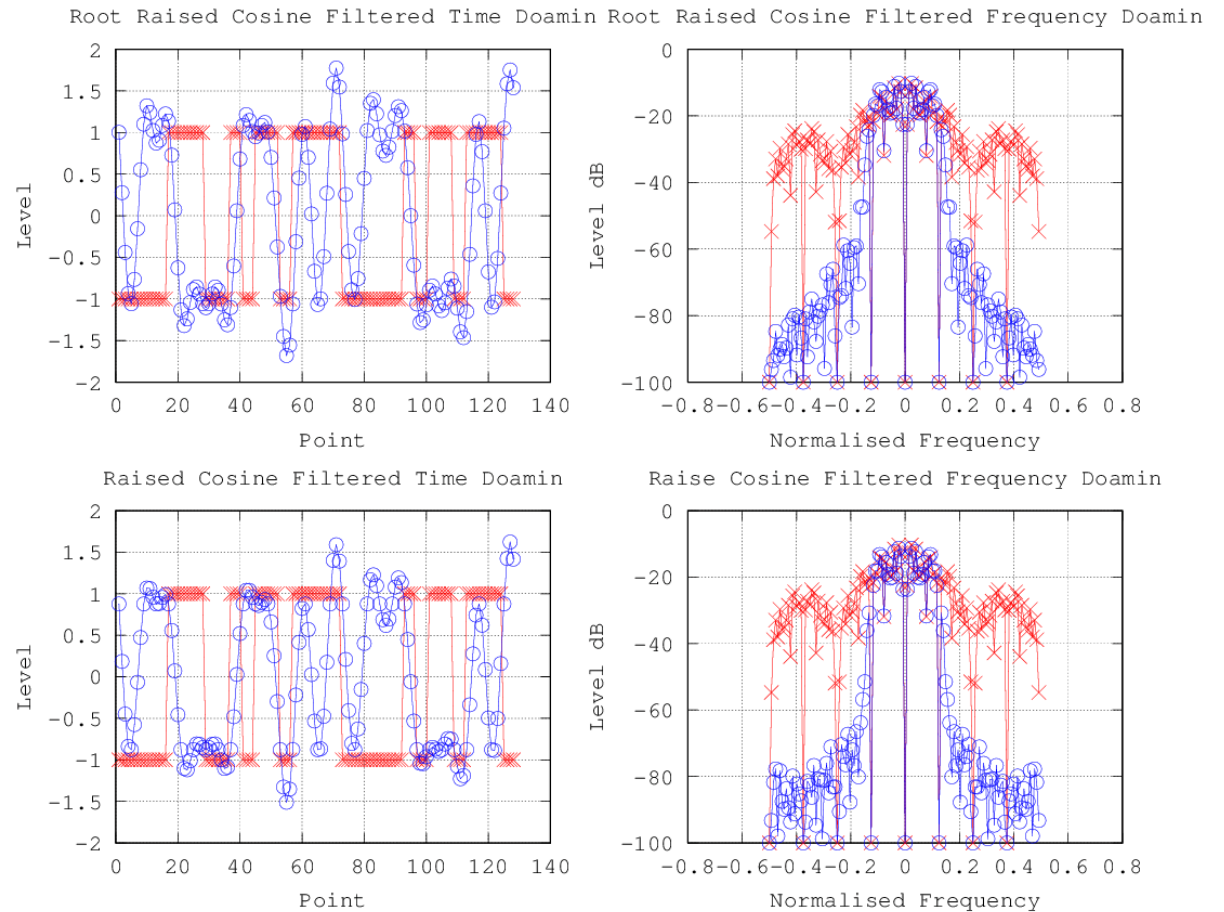 Root Raised Cosine Filtered Time Doamin
Root Raised Cosine Filtered Frequency Doamin
2
1.5
1
0.5
0
-0.5
-1
-1.5
-2
Level
0 20 40 60 80 100 120 140
Point
0
-20
-40
-60
-80
-100
Level dB
-0.8 -0.6 -0.4 -0.2 0 0.2 0.4 0.6 0.8
Normalised Frequency
Raised Cosine Filtered Time Doamin
Raise Cosine Filtered Frequency Doamin
2
1.5
1
0.5
0
-0.5
-1
-1.5
-2
Level
0 20 40 60 80 100 120 140
Point
0
-20
-40
-60
-80
-100
Level dB
-0.8 -0.6 -0.4 -0.2 0 0.2 0.4 0.6 0.8
Normalised Frequency